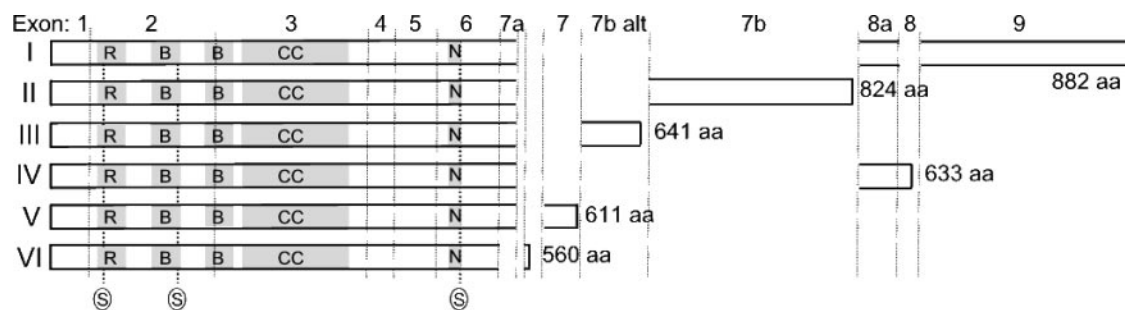 Exon: 1 2 3 4 5 6 7a 7 7b alt 7b 8a 8 9
I R B B CC N 882 aa
II R B B CC N 824 aa
III R B B CC N 641 aa
IV R B B CC N 633 aa
V R B B CC N 611 aa
VI R B B CC N 560 aa
S S S